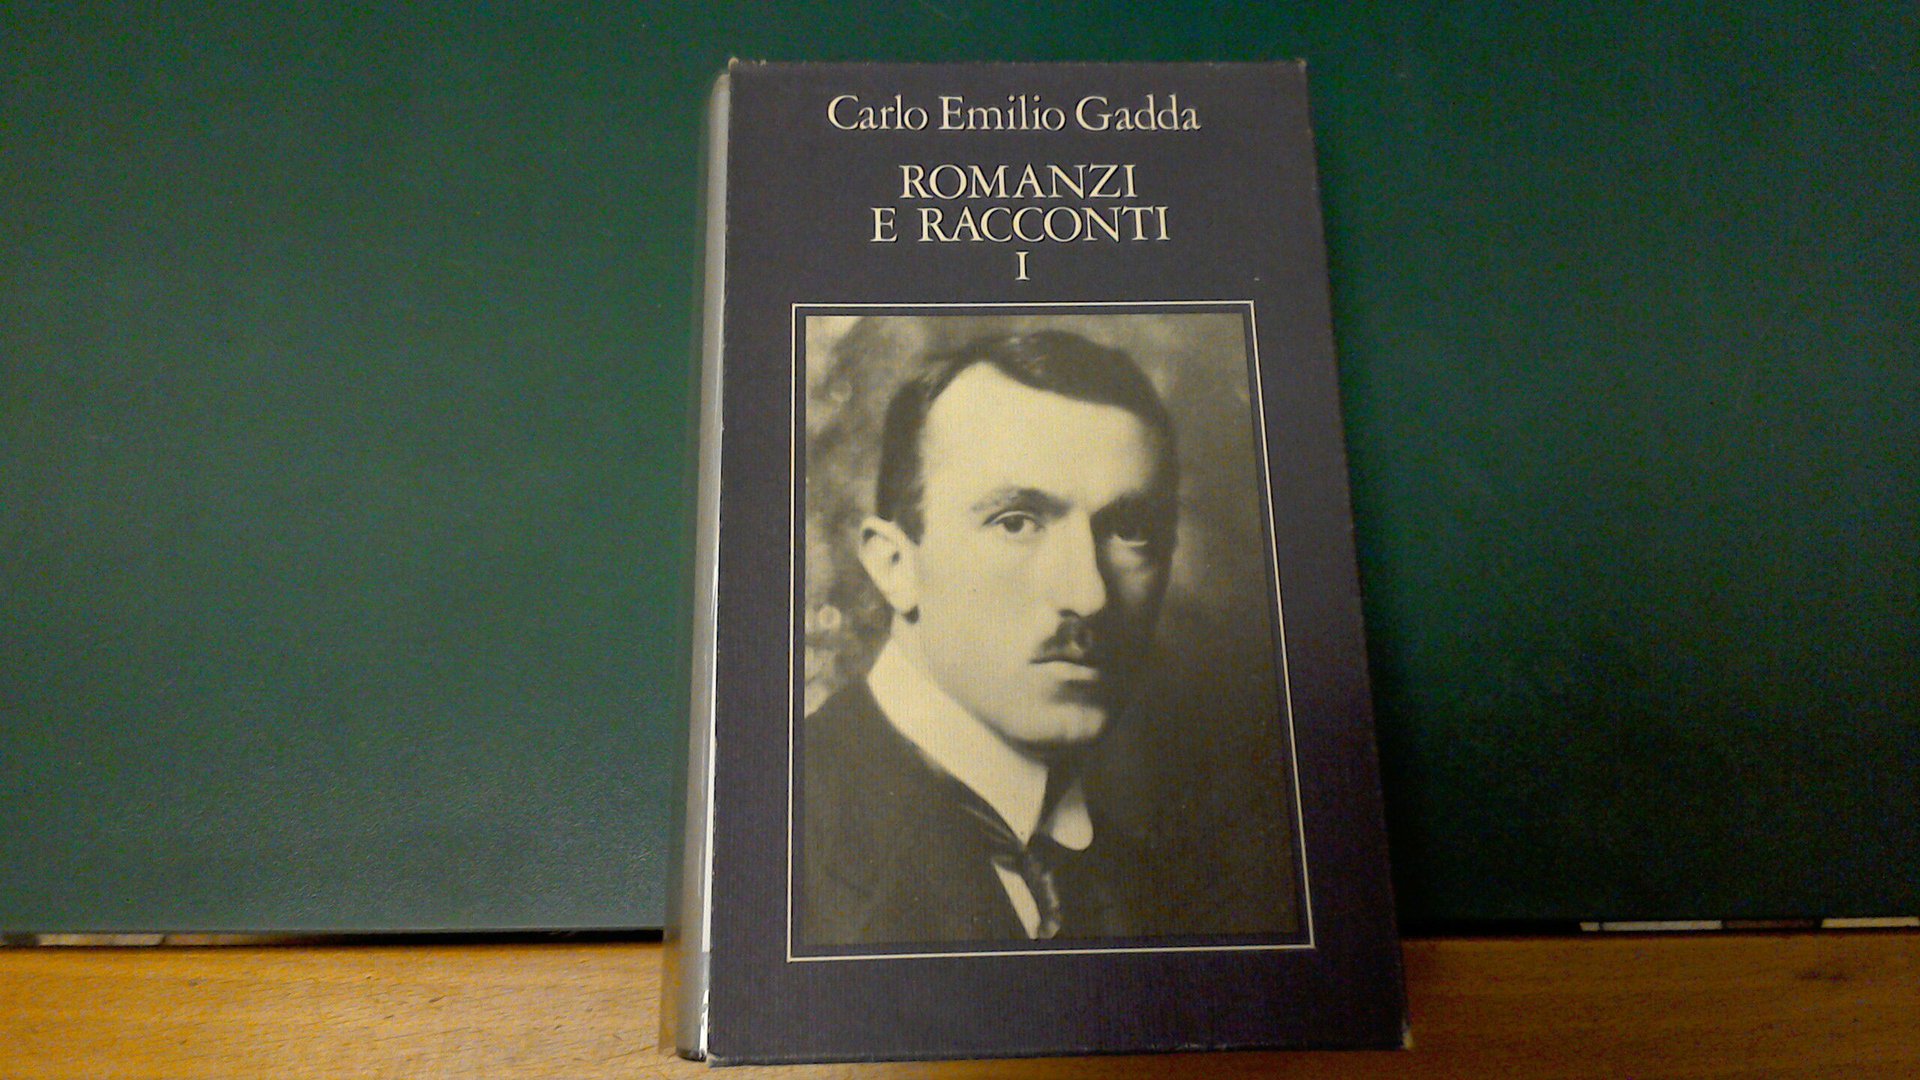 Carlo Emilio Gadda
ROMANZI
E RACCONTI
I